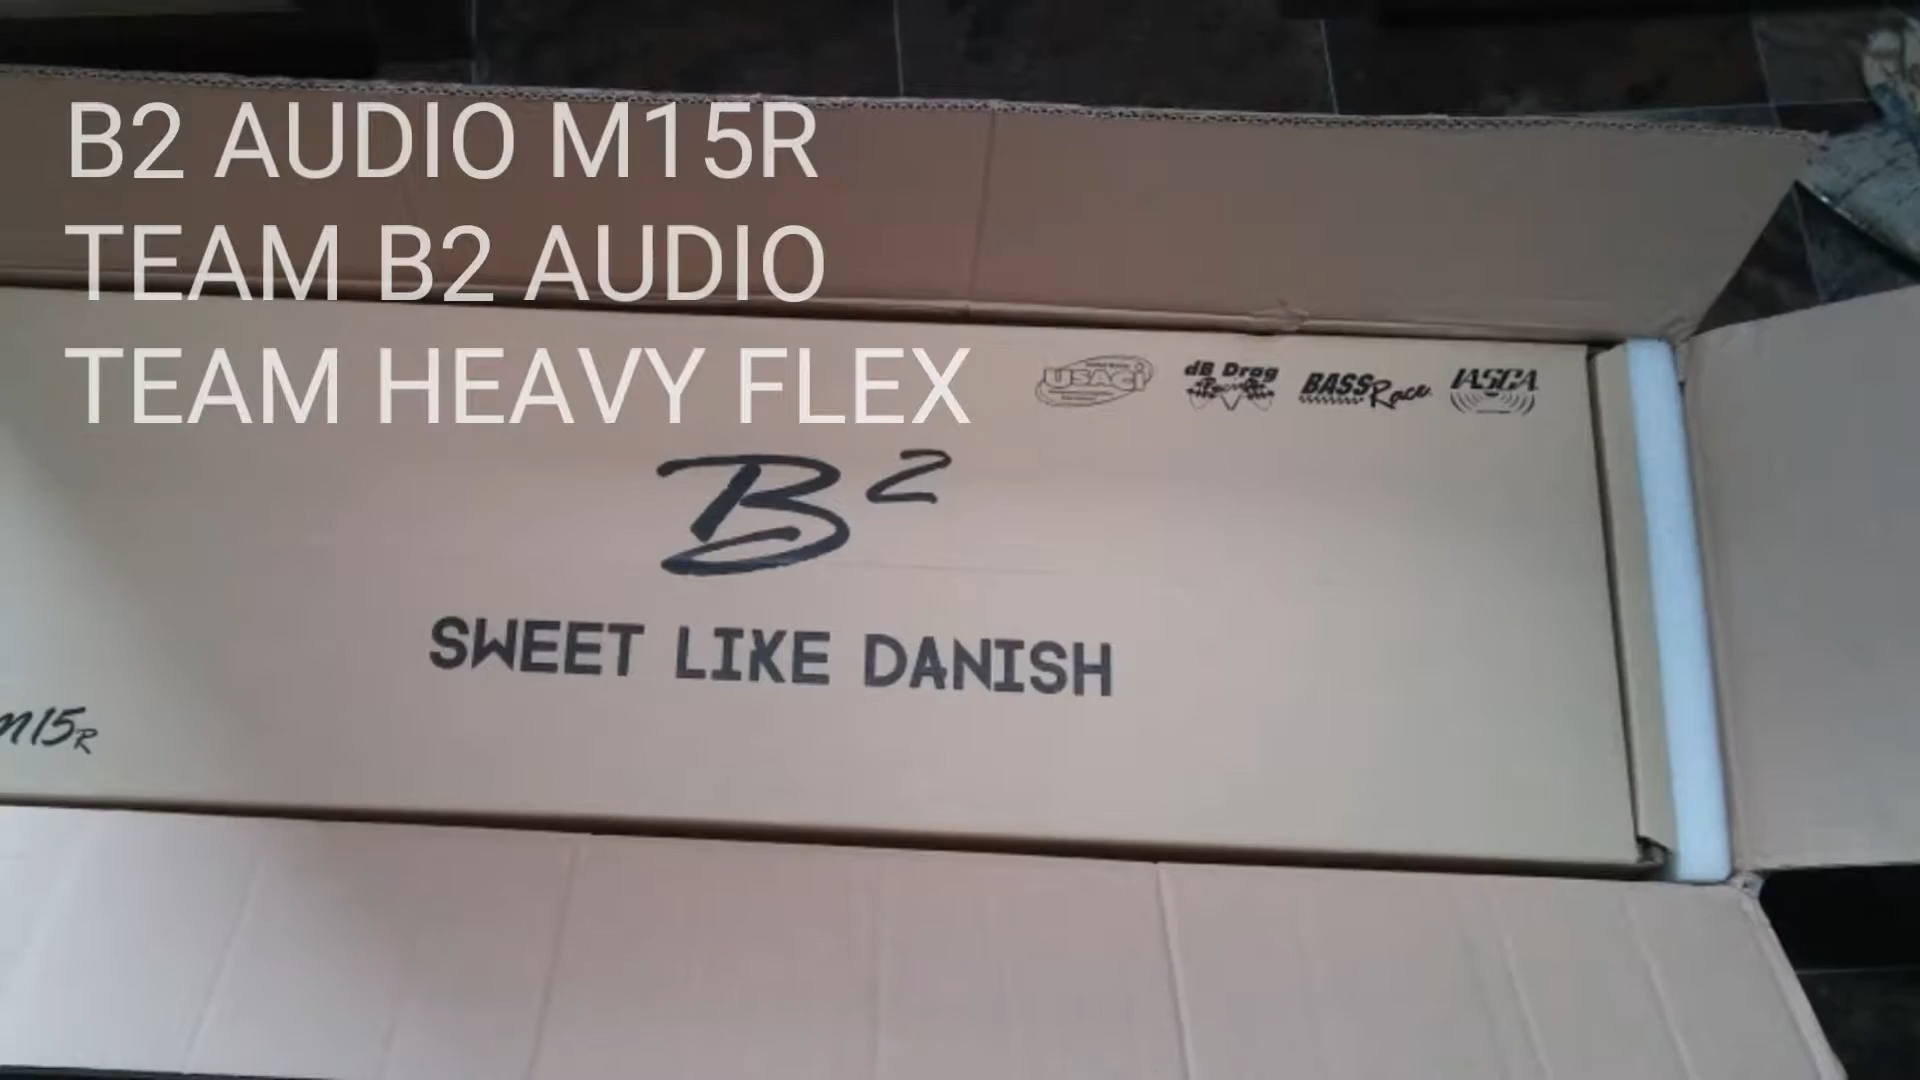 B2 AUDIO M15R
TEAM B2 AUDIO
TEAM HEAVY FLEX
USACi
dB Drag Racing
BASS Race
IASCA
B²
SWEET LIKE DANISH
M15R